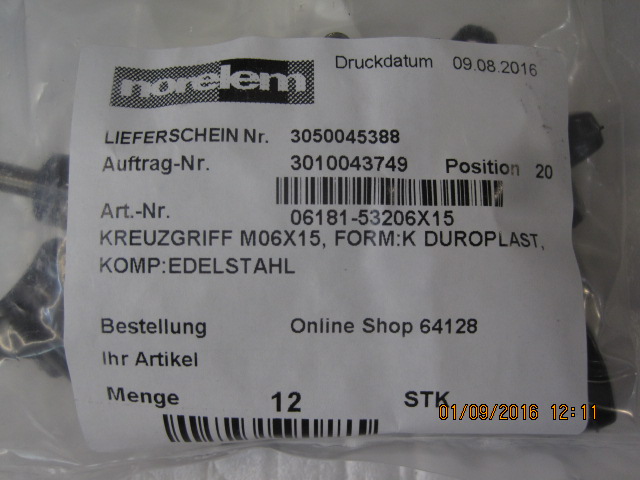 norelem
Druckdatum 09.08.2016
LIEFERSCHEIN Nr. 3050045388
Auftrag-Nr. 3010043749 Position 20
Art.-Nr. 06181-53206X15
KREUZGRIFF M06X15, FORM:K DUROPLAST,
KOMP:EDELSTAHL
Bestellung Online Shop 64128
Ihr Artikel
Menge 12 STK
01/09/2016 12:11